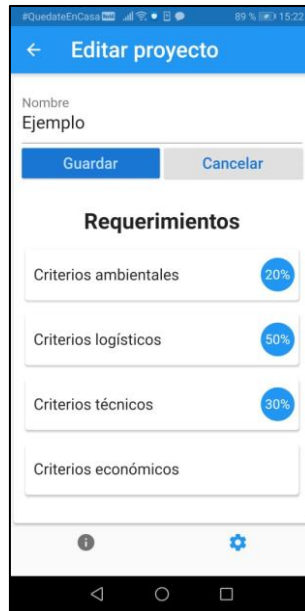 #QuedateEnCasa 89 % 15:22
Editar proyecto
Nombre
Ejemplo
Guardar Cancelar
Requerimientos
Criterios ambientales 20%
Criterios logísticos 50%
Criterios técnicos 30%
Criterios económicos